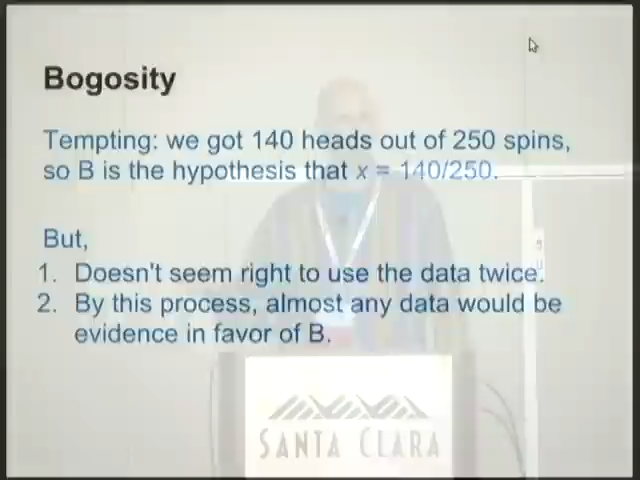 Bogosity
Tempting: we got 140 heads out of 250 spins,
so B is the hypothesis that x = 140/250.
But,
1. Doesn't seem right to use the data twice.
2. By this process, almost any data would be
evidence in favor of B.
SANTA CLARA